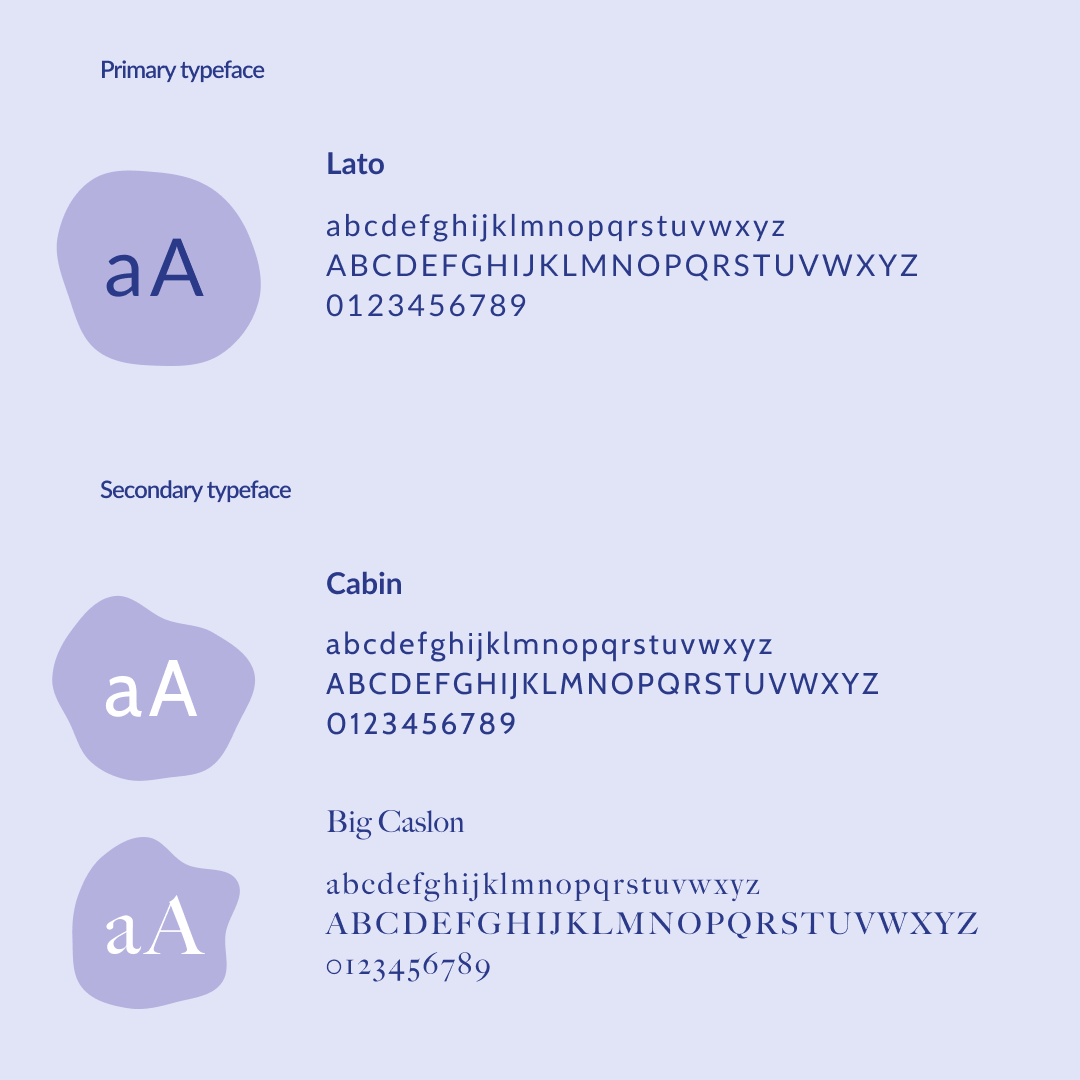 Primary typeface
Lato
aA
abcdefghijklmnopqrstuvwxyz
ABCDEFGHIJKLMNOPQRSTUVWXYZ
0123456789
Secondary typeface
Cabin
aA
abcdefghijklmnopqrstuvwxyz
ABCDEFGHIJKLMNOPQRSTUVWXYZ
0123456789
Big Caslon
aA
abcdefghijklmnopqrstuvwxyz
ABCDEFGHIJKLMNOPQRSTUVWXYZ
0123456789